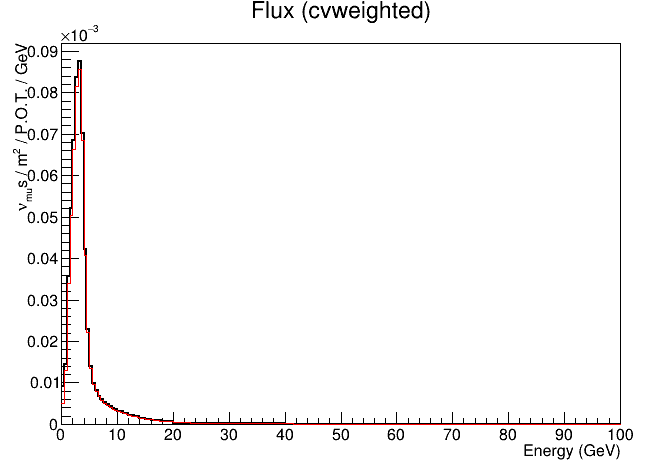 Flux (cvweighted)
×10⁻³
ν_mu s / m² / P.O.T. / GeV
0.09
0.08
0.07
0.06
0.05
0.04
0.03
0.02
0.01
0
0 10 20 30 40 50 60 70 80 90 100
Energy (GeV)